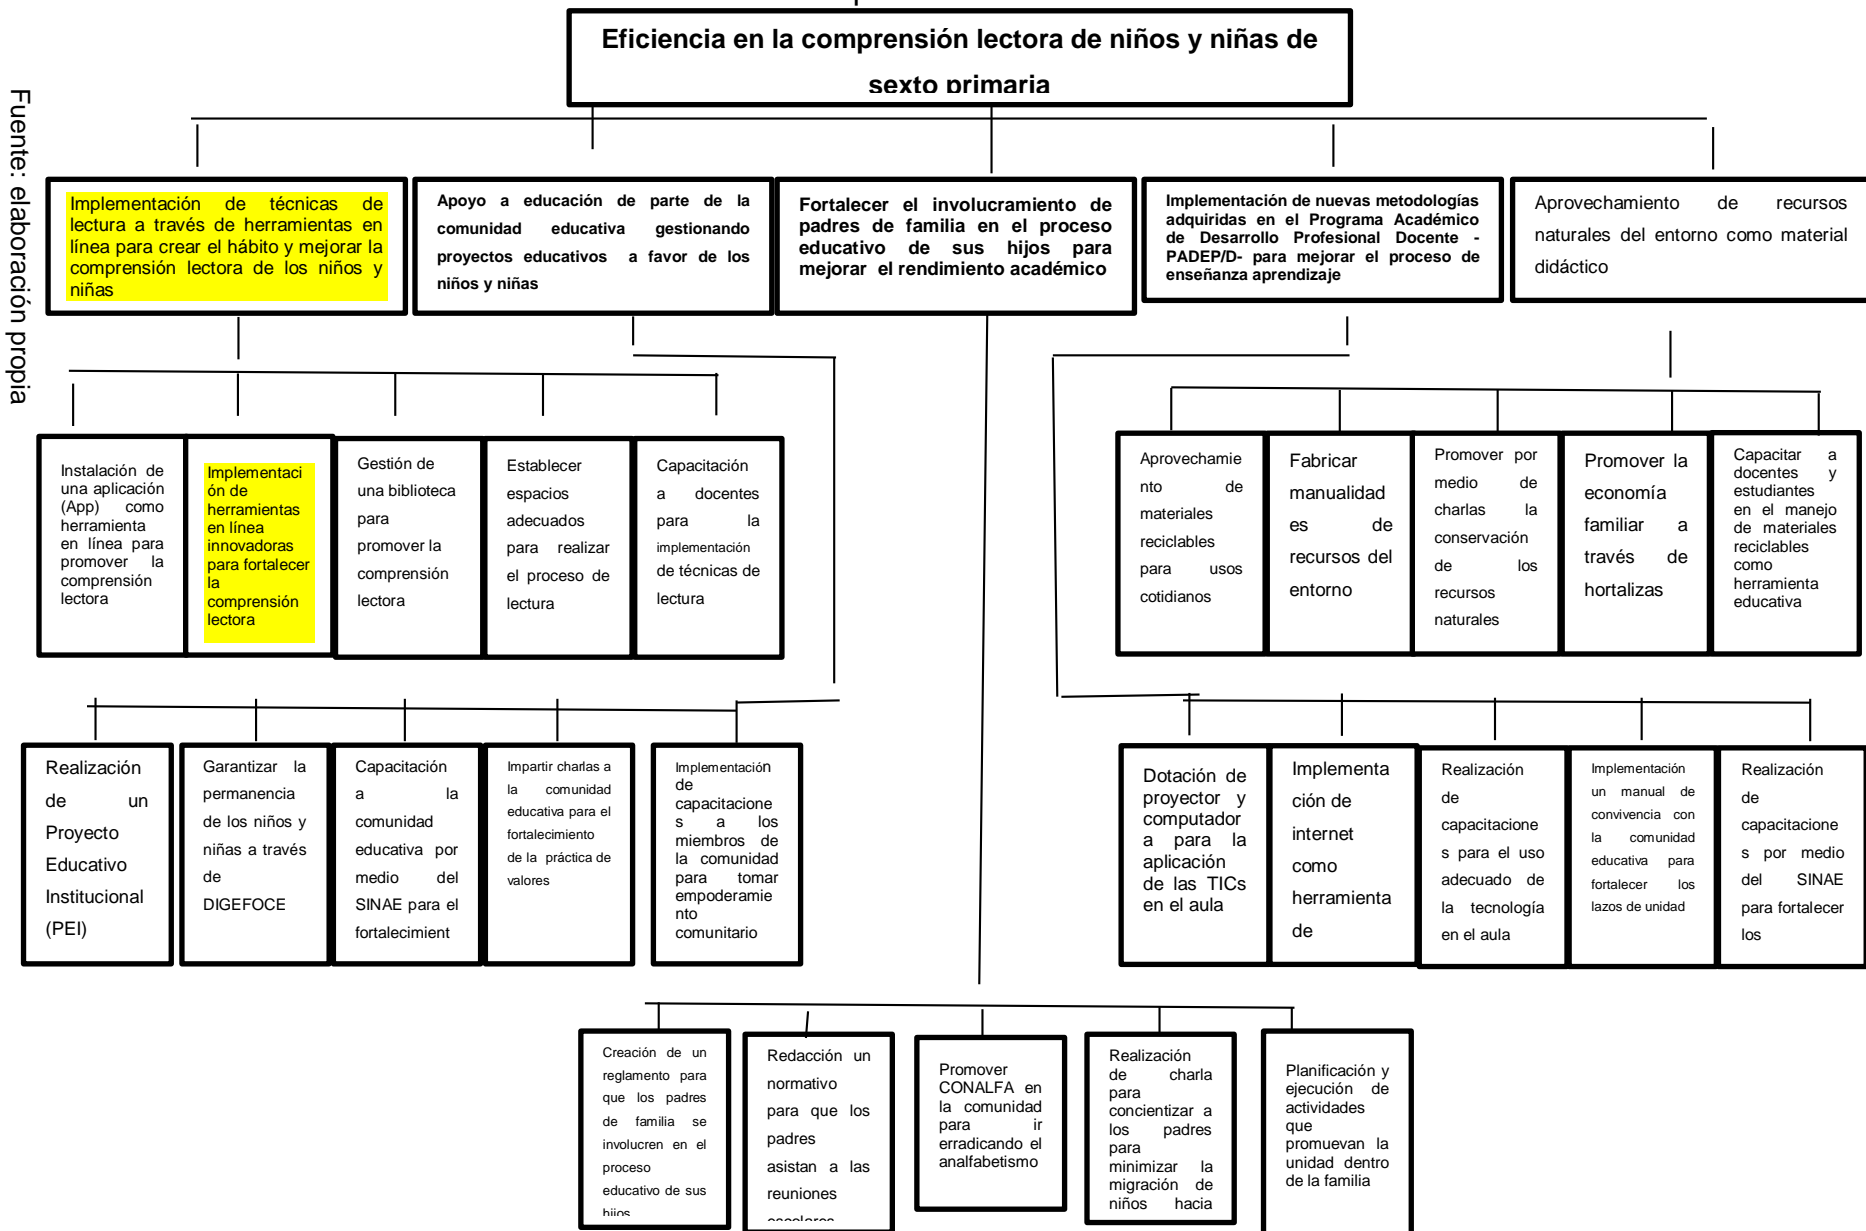 Eficiencia en la comprensión lectora de niños y niñas de
sexto primaria
Fuente: elaboración propia
Implementación de técnicas de
lectura a través de herramientas en
línea para crear el hábito y mejorar la
comprensión lectora de los niños y
niñas
Apoyo a educación de parte de la
comunidad educativa gestionando
proyectos educativos a favor de los
niños y niñas
Fortalecer el involucramiento de
padres de familia en el proceso
educativo de sus hijos para
mejorar el rendimiento académico
Implementación de nuevas metodologías
adquiridas en el Programa Académico
de Desarrollo Profesional Docente -
PADEP/D- para mejorar el proceso de
enseñanza aprendizaje
Aprovechamiento de recursos
naturales del entorno como material
didáctico
Instalación de
una aplicación
(App) como
herramienta
en línea para
promover la
comprensión
lectora
Implementaci
ón de
herramientas
en línea
innovadoras
para fortalecer
la
comprensión
lectora
Gestión de
una biblioteca
para
promover la
comprensión
lectora
Establecer
espacios
adecuados
para realizar
el proceso de
lectura
Capacitación
a docentes
para la
implementación
de técnicas de
lectura
Aprovechamie
nto de
materiales
reciclables
para usos
cotidianos
Fabricar
manualidad
es de
recursos del
entorno
Promover por
medio de
charlas la
conservación
de los
recursos
naturales
Promover la
economía
familiar a
través de
hortalizas
Capacitar a
docentes y
estudiantes
en el manejo
de materiales
reciclables
como
herramienta
educativa
Realización
de un
Proyecto
Educativo
Institucional
(PEI)
Garantizar la
permanencia
de los niños y
niñas a través
de
DIGEFOCE
Capacitación
a la
comunidad
educativa por
medio del
SINAE para el
fortalecimient
Impartir charlas a
la comunidad
educativa para el
fortalecimiento
de la práctica de
valores
Implementación
de
capacitacione
s a los
miembros de
la comunidad
para tomar
empoderamie
nto
comunitario
Dotación de
proyector y
computador
a para la
aplicación
de las TICs
en el aula
Implementa
ción de
internet
como
herramienta
de
Realización
de
capacitacione
s para el uso
adecuado de
la tecnología
en el aula
Implementación
un manual de
convivencia con
la comunidad
educativa para
fortalecer los
lazos de unidad
Realización
de
capacitacione
s por medio
del SINAE
para fortalecer
los
Creación de un
reglamento para
que los padres
de familia se
involucren en el
proceso
educativo de sus
hijos
Redacción un
normativo
para que los
padres
asistan a las
reuniones
escolares
Promover
CONALFA en
la comunidad
para ir
erradicando el
analfabetismo
Realización
de charla
para
concientizar a
los padres
para
minimizar la
migración de
niños hacia
Planificación y
ejecución de
actividades
que
promuevan la
unidad dentro
de la familia